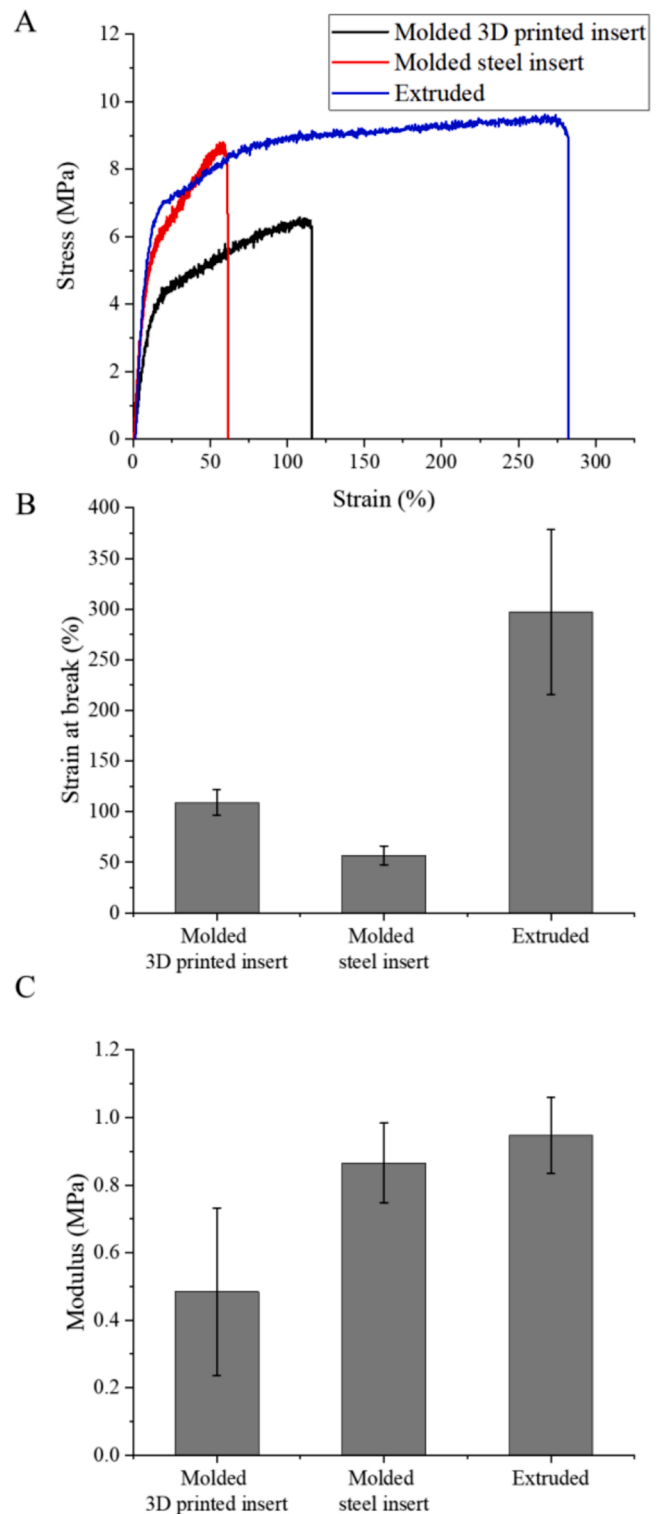 A
Molded 3D printed insert
Molded steel insert
Extruded
Stress (MPa)
12
10
8
6
4
2
0
0 50 100 150 200 250 300
Strain (%)
B
Strain at break (%)
400
350
300
250
200
150
100
50
0
Molded
3D printed insert
Molded
steel insert
Extruded
C
Modulus (MPa)
1.2
1.0
0.8
0.6
0.4
0.2
0.0
Molded
3D printed insert
Molded
steel insert
Extruded